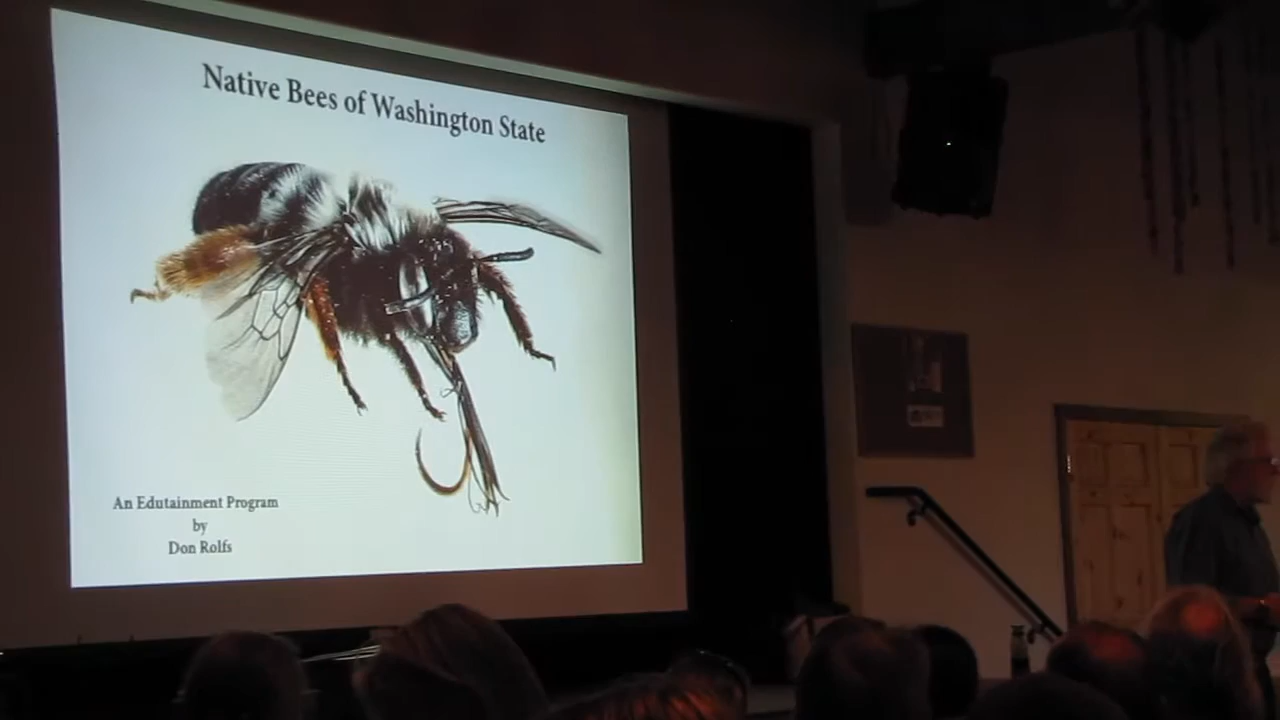 Native Bees of Washington State
An Edutainment Program
by
Don Rolfs